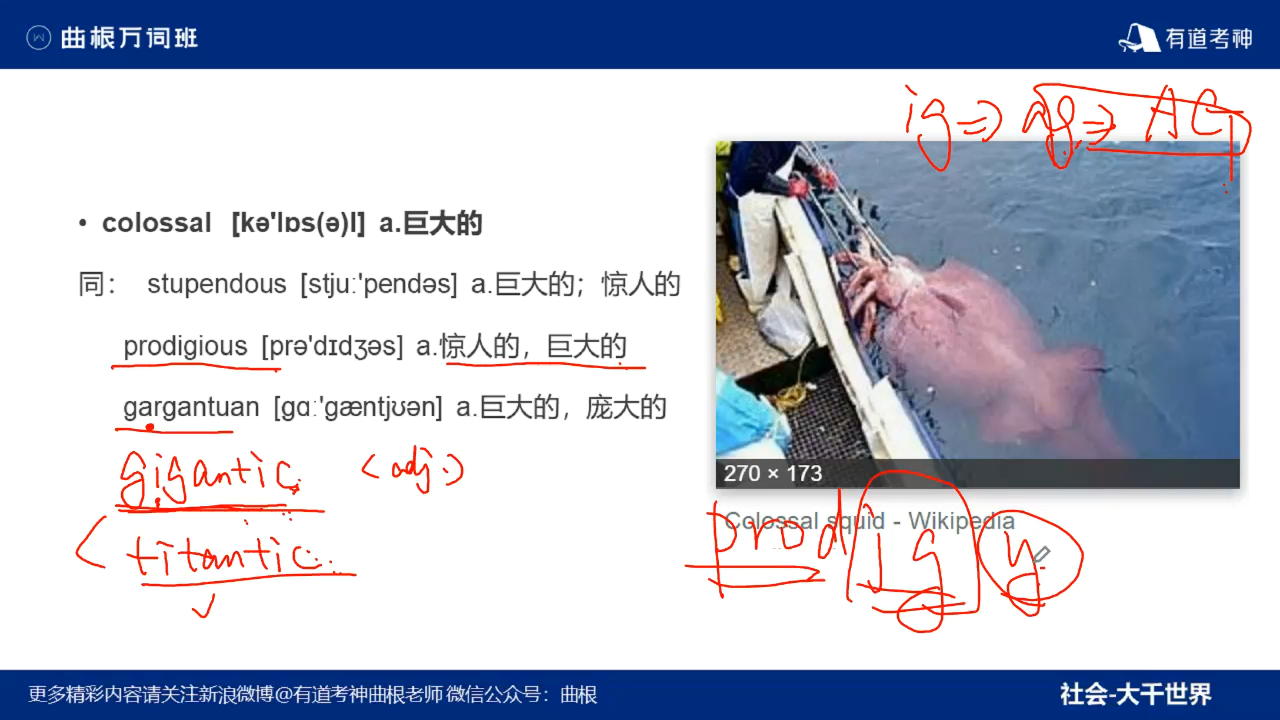 曲根万词班
有道考神
ig => ag => ACT
• colossal [kə'lɒs(ə)l] a.巨大的
同： stupendous [stjuː'pendəs] a.巨大的；惊人的
prodigious [prə'dɪdʒəs] a.惊人的，巨大的
gargantuan [ɡɑː'ɡæntjʊən] a.巨大的，庞大的
gigantic <adj.>
< titantic
270 × 173
Colossal squid - Wikipedia
prodigy
更多精彩内容请关注新浪微博@有道考神曲根老师 微信公众号：曲根
社会-大千世界